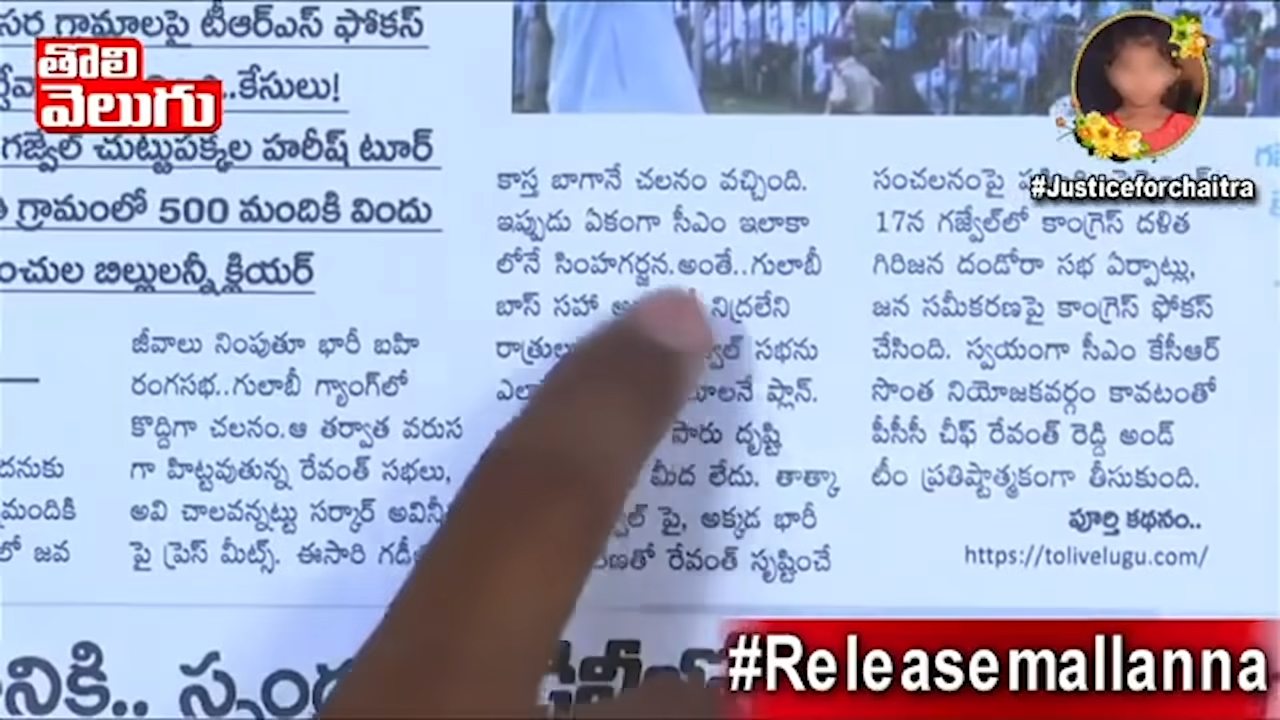 సర గ్రామాలపై టీఆర్ఎస్ ఫోకస్
తొలి
వెలుగు
..కేసులు!
గజ్వేల్ చుట్టుపక్కల హరీష్ టూర్
గ్రామంలో 500 మందికి విందు
ంచుల బిల్లులన్నీ క్లియర్
జీవాలు నింపుతూ భారీ బహి
రంగసభ..గులాబీ గ్యాంగ్‌లో
కొద్దిగా చలనం.ఆ తర్వాత వరుస
గా హిట్టవుతున్న రేవంత్ సభలు,
అవి చాలవన్నట్టు సర్కార్ అవినీ
పై ప్రెస్ మీట్స్. ఈసారి గడీ
దనుకు
మందికి
లో జవ
కాస్త బాగానే చలనం వచ్చింది.
ఇప్పుడు ఏకంగా సీఎం ఇలాకా
లోనే సింహగర్జన.అంతే..గులాబీ
బాస్ సహా నిద్రలేని
సభను
ప్లాన్.
సారు దృష్టి
మీద లేదు. తాత్కా
పై, అక్కడ భారీ
రేవంత్ సృష్టించే
సంచలనంపై
17న గజ్వేల్‌లో కాంగ్రెస్ దళిత
గిరిజన దండోరా సభ ఏర్పాట్లు,
జన సమీకరణపై కాంగ్రెస్ ఫోకస్
చేసింది. స్వయంగా సీఎం కేసీఆర్
సొంత నియోజకవర్గం కావటంతో
పీసీసీ చీఫ్ రేవంత్ రెడ్డి అండ్
టీం ప్రతిష్టాత్మకంగా తీసుకుంది.
పూర్తి కథనం..
https://tolivelugu.com/
#Justiceforchaitra
నికి..
#Releasemallanna